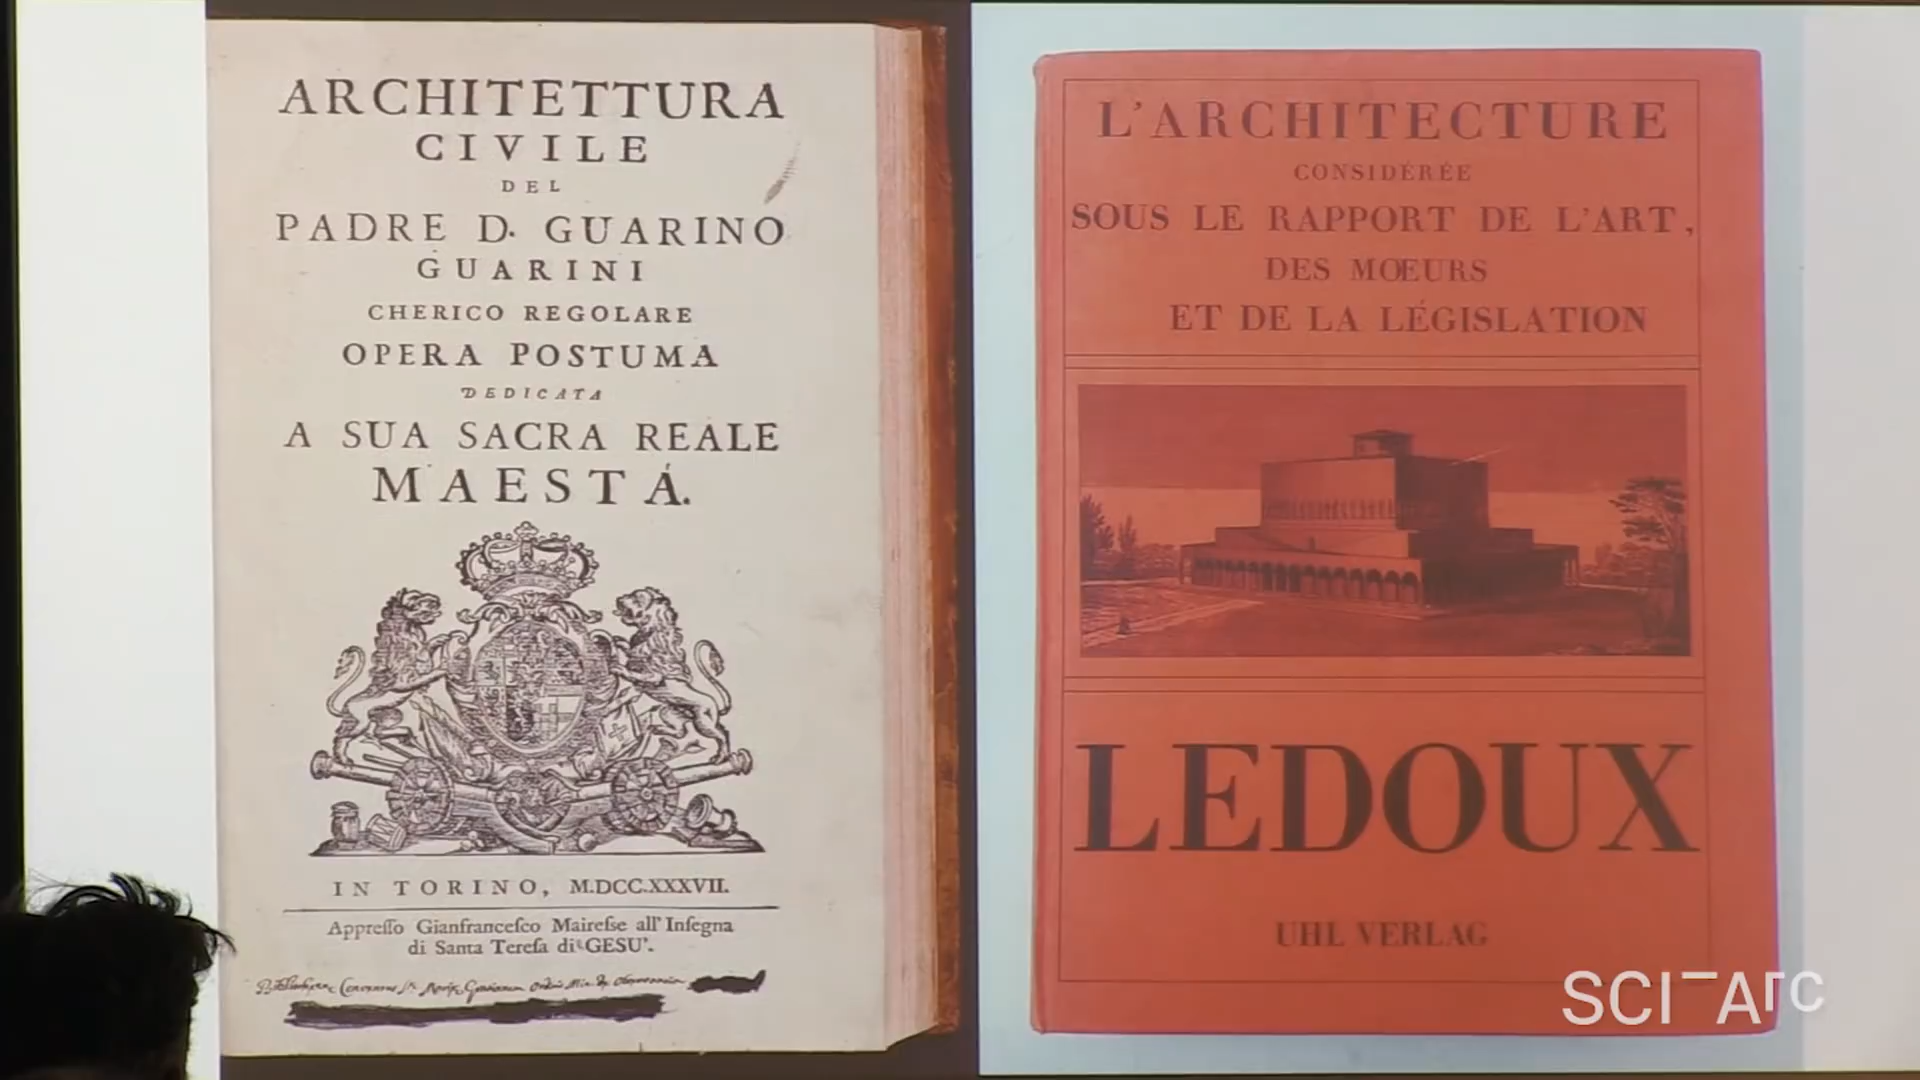 ARCHITETTURA
CIVILE
DEL
PADRE D. GUARINO
GUARINI
CHERICO REGOLARE
OPERA POSTUMA
DEDICATA
A SUA SACRA REALE
MAESTÁ.
IN TORINO, M.DCC.XXXVII.
Appreſſo Gianfranceſco Maireſse all' Inſegna
di Santa Tereſa di GESU'.
L'ARCHITECTURE
CONSIDÉRÉE
SOUS LE RAPPORT DE L'ART,
DES MŒURS
ET DE LA LÉGISLATION
LEDOUX
UHL VERLAG
SCI-Arc